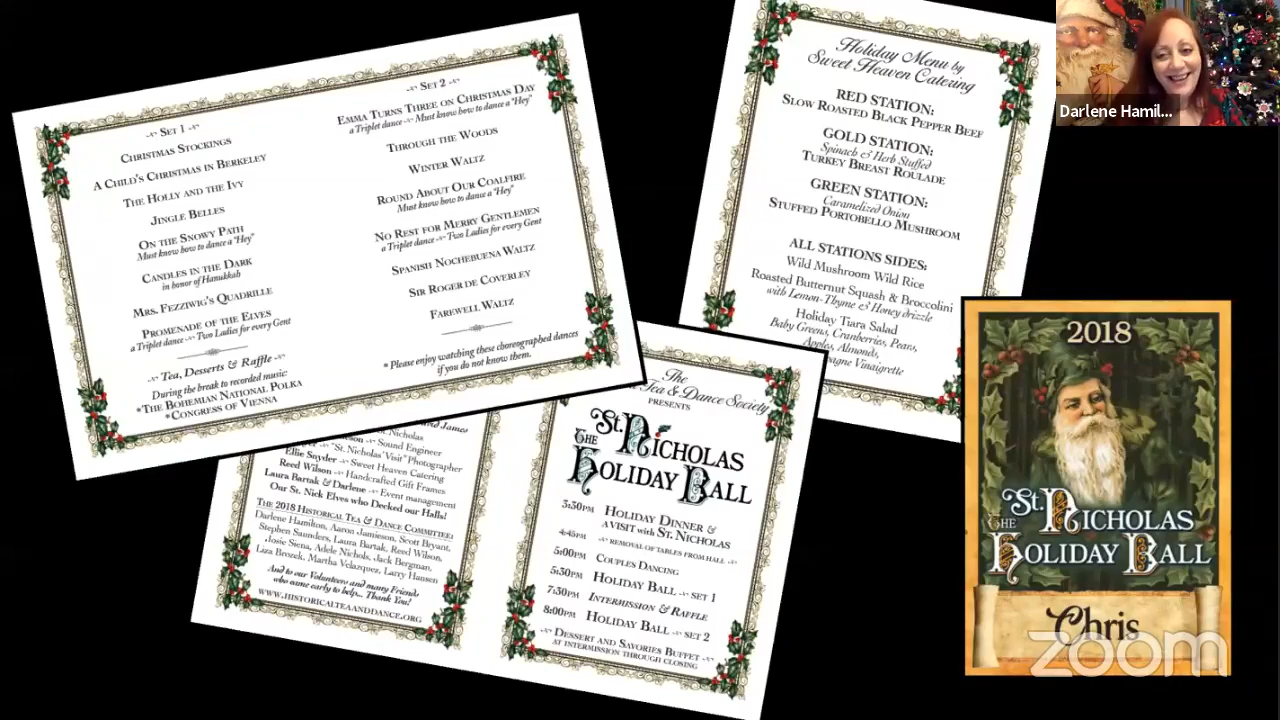 -~- Set 1 -~-
Christmas Stockings
A Child's Christmas in Berkeley
The Holly and the Ivy
Jingle Belles
On the Snowy Path
Must know how to dance a "Hey"
Candles in the Dark
in honor of Hanukkah
Mrs. Fezziwig's Quadrille
Promenade of the Elves
a Triplet dance -~- Two Ladies for every Gent
-~- Tea, Desserts & Raffle -~-
During the break to recorded music:
*The Bohemian National Polka
*Congress of Vienna
-~- Set 2 -~-
Emma Turns Three on Christmas Day
a Triplet dance -~- Must know how to dance a "Hey"
Through the Woods
Winter Waltz
Round About Our Coalfire
Must know how to dance a "Hey"
No Rest for Merry Gentlemen
a Triplet dance -~- Two Ladies for every Gent
Spanish Nochebuena Waltz
Sir Roger de Coverley
Farewell Waltz
* Please enjoy watching these choreographed dances
if you do not know them.
Holiday Menu by
Sweet Heaven Catering
RED STATION:
Slow Roasted Black Pepper Beef
GOLD STATION:
Spinach & Herb Stuffed
Turkey Breast Roulade
GREEN STATION:
Caramelized Onion
Stuffed Portobello Mushroom
ALL STATIONS SIDES:
Wild Mushroom Wild Rice
Roasted Butternut Squash & Broccolini
with Lemon-Thyme & Honey drizzle
Holiday Tiara Salad
Baby Greens, Cranberries, Pears,
Apples, Almonds,
Vinaigrette
David James
Nicholas
-~- Sound Engineer
-~- "St. Nicholas' Visit" Photographer
Ellie Snyder -~- Sweet Heaven Catering
Reed Wilson -~- Handcrafted Gift Frames
Laura Bartak & Darlene -~- Event management
Our St. Nick Elves who Decked our Halls!
The 2018 Historical Tea & Dance Committee:
Darlene Hamilton, Aaron Jamieson, Scott Bryant,
Stephen Saunders, Laura Bartak, Reed Wilson,
Josie Siena, Adele Nichols, Jack Bergman,
Liza Brozek, Martha Velazquez, Larry Hansen
And to our Volunteers and many Friends
who came early to help... Thank You!
www.historicalteaanddance.org
The
Tea & Dance Society
presents
The St. Nicholas
Holiday Ball
3:30pm Holiday Dinner &
a Visit with St. Nicholas
4:45pm -~- removal of tables from hall -~-
5:00pm Couples Dancing
5:30pm Holiday Ball -~- set 1
7:30pm Intermission & Raffle
8:00pm Holiday Ball -~- set 2
-~- Dessert and Savories Buffet -~-
at intermission through closing
2018
The St. Nicholas
Holiday Ball
Chris
zoom
Darlene Hamil...